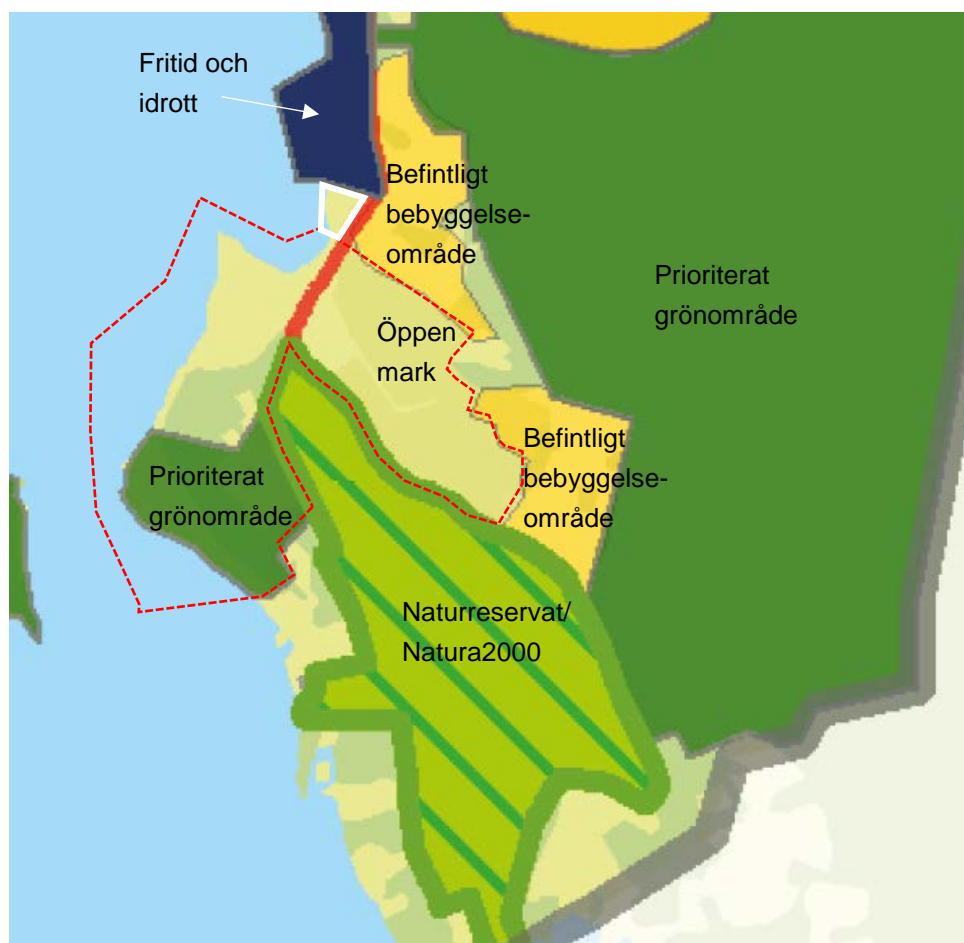 Fritid och
idrott
Befintligt
bebyggelse-
område
Prioriterat
grönområde
Öppen
mark
Befintligt
bebyggelse-
område
Prioriterat
grönområde
Naturreservat/
Natura2000